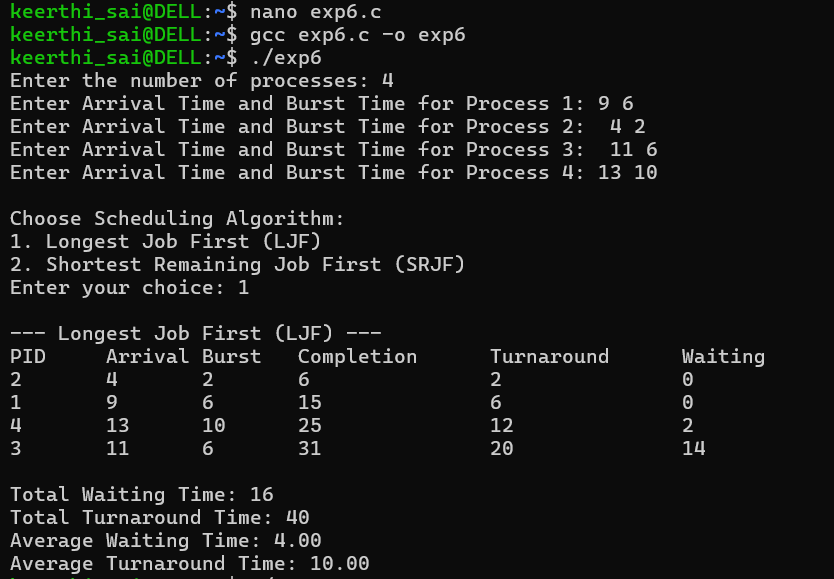 keerthi_sai@DELL:~$ nano exp6.c
keerthi_sai@DELL:~$ gcc exp6.c -o exp6
keerthi_sai@DELL:~$ ./exp6
Enter the number of processes: 4
Enter Arrival Time and Burst Time for Process 1: 9 6
Enter Arrival Time and Burst Time for Process 2:  4 2
Enter Arrival Time and Burst Time for Process 3:  11 6
Enter Arrival Time and Burst Time for Process 4: 13 10
Choose Scheduling Algorithm:
1. Longest Job First (LJF)
2. Shortest Remaining Job First (SRJF)
Enter your choice: 1
--- Longest Job First (LJF) ---
PID     Arrival Burst   Completion      Turnaround      Waiting
2       4       2       6               2               0
1       9       6       15              6               0
4       13      10      25              12              2
3       11      6       31              20              14
Total Waiting Time: 16
Total Turnaround Time: 40
Average Waiting Time: 4.00
Average Turnaround Time: 10.00